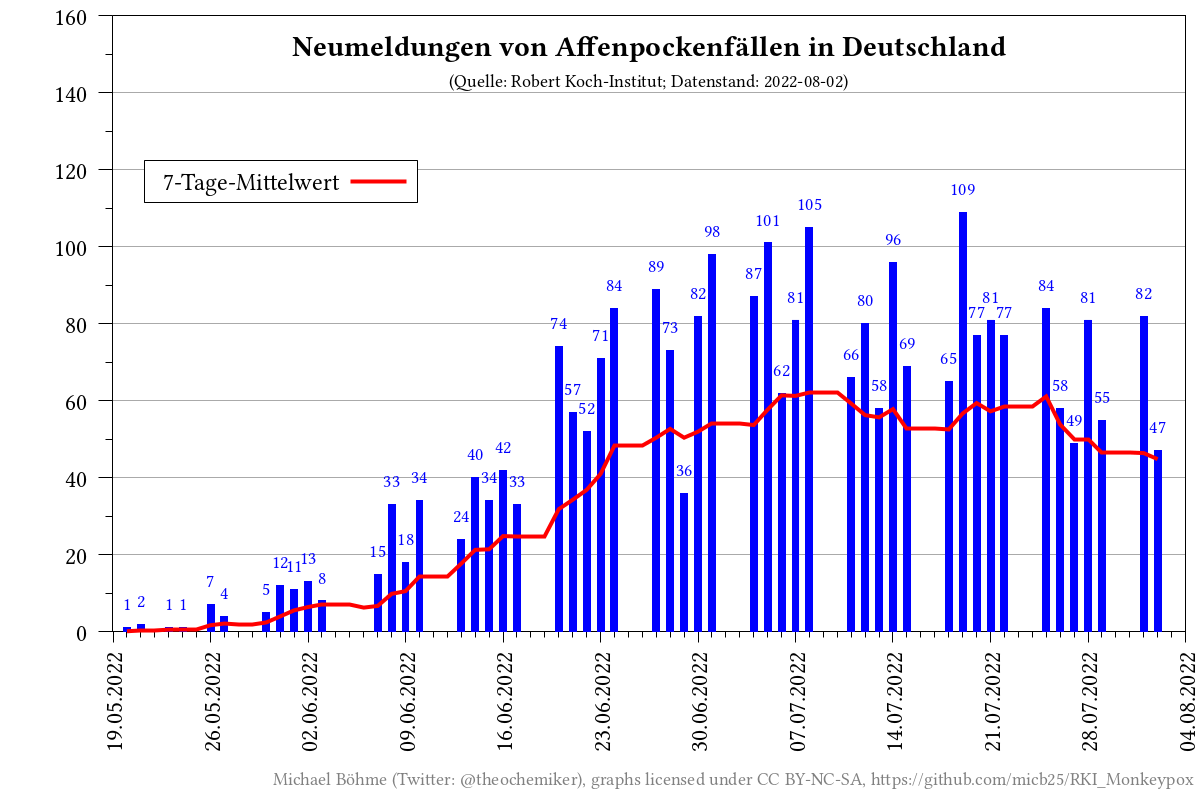 Neumeldungen von Affenpockenfällen in Deutschland
(Quelle: Robert Koch-Institut; Datenstand: 2022-08-02)
7-Tage-Mittelwert
160
140
120
100
80
60
40
20
0
1 2 1 1 7 4 5 12 11 13 8 15 33 18 34 24 40 34 42 33 74 57 52 71 84 89 73 36 82 98 87 101 62 81 105 66 80 58 96 69 65 109 77 81 77 84 58 49 81 55 82 47
19.05.2022 26.05.2022 02.06.2022 09.06.2022 16.06.2022 23.06.2022 30.06.2022 07.07.2022 14.07.2022 21.07.2022 28.07.2022 04.08.2022
Michael Böhme (Twitter: @theochemiker), graphs licensed under CC BY-NC-SA, https://github.com/micb25/RKI_Monkeypox